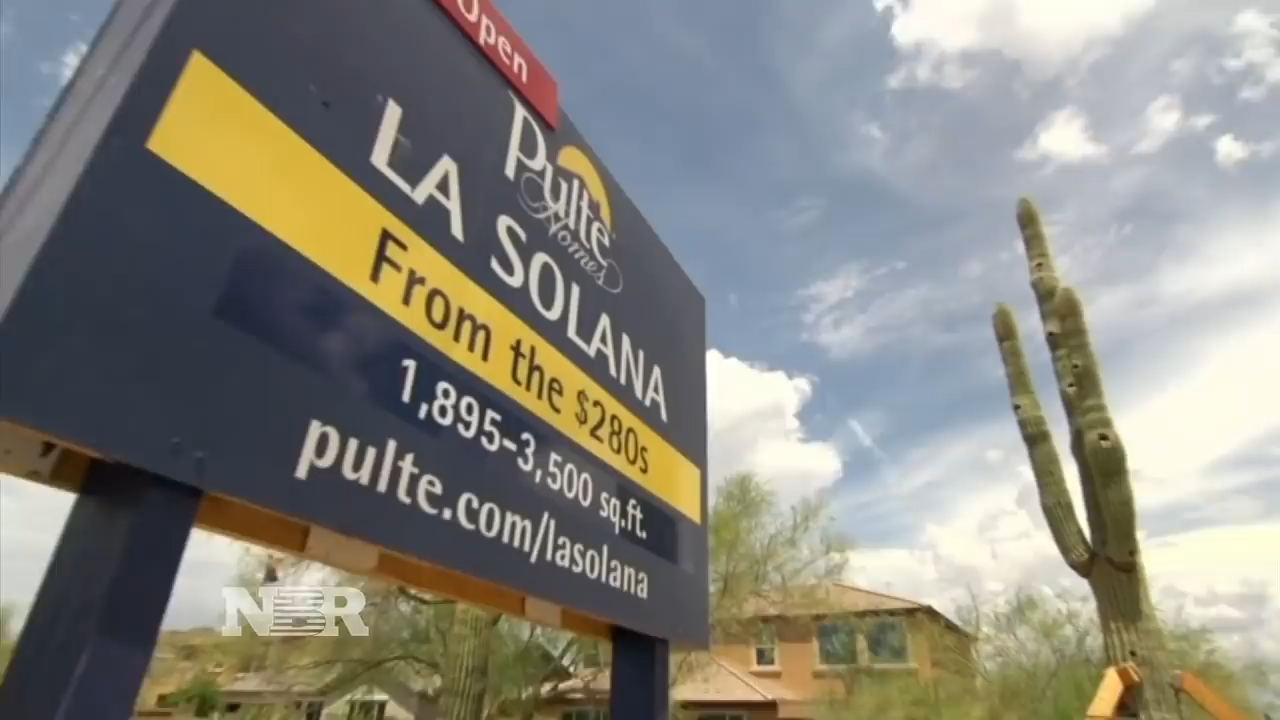 Open
Pulte
Homes
LA SOLANA
From the $280s
1,895-3,500 sq.ft.
pulte.com/lasolana
NBR